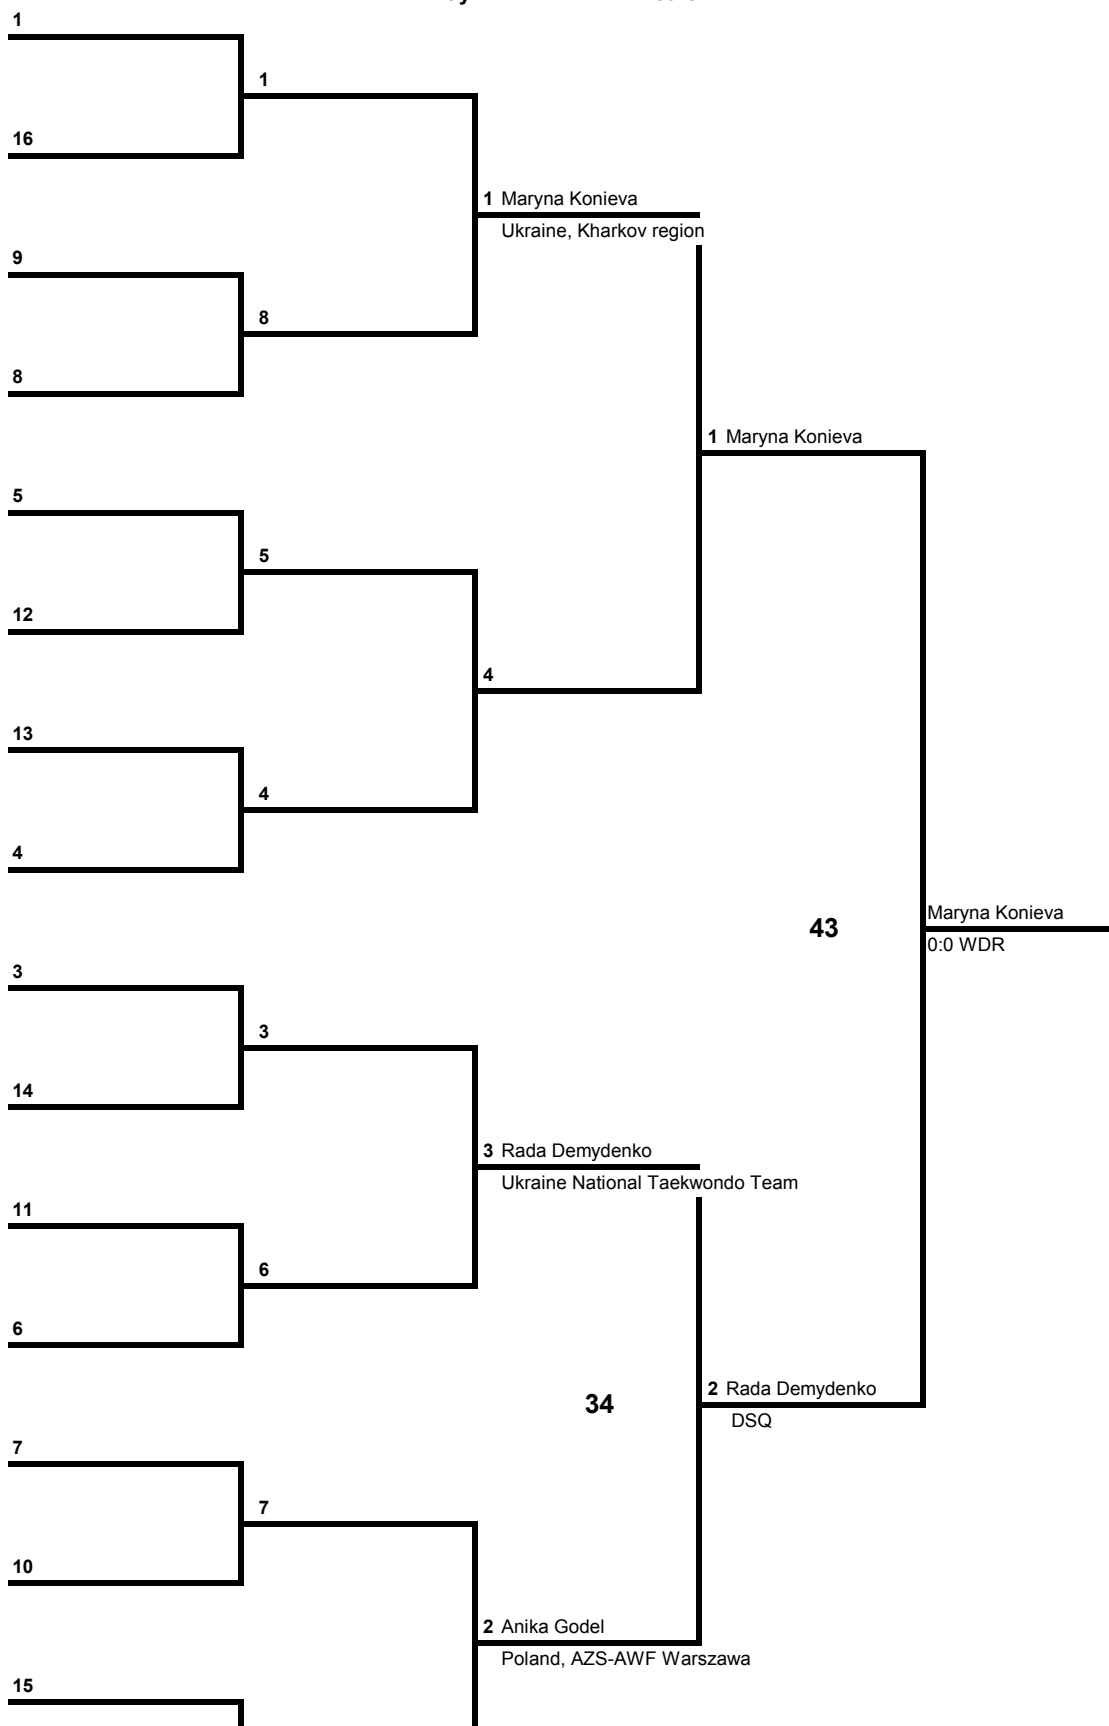 1
1
16
1 Maryna Konieva
Ukraine, Kharkov region
9
8
8
1 Maryna Konieva
5
5
12
4
13
4
4
Maryna Konieva
43
0:0 WDR
3
3
14
3 Rada Demydenko
Ukraine National Taekwondo Team
11
6
6
2 Rada Demydenko
34
DSQ
7
7
10
2 Anika Godel
Poland, AZS-AWF Warszawa
15